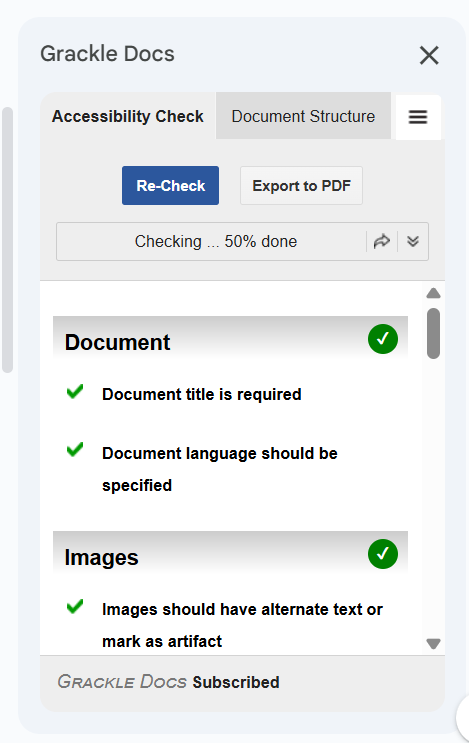 Grackle Docs
Accessibility Check
Document Structure
Re-Check
Export to PDF
Checking ... 50% done
Document
Document title is required
Document language should be
specified
Images
Images should have alternate text or
mark as artifact
GRACKLE DOCS Subscribed